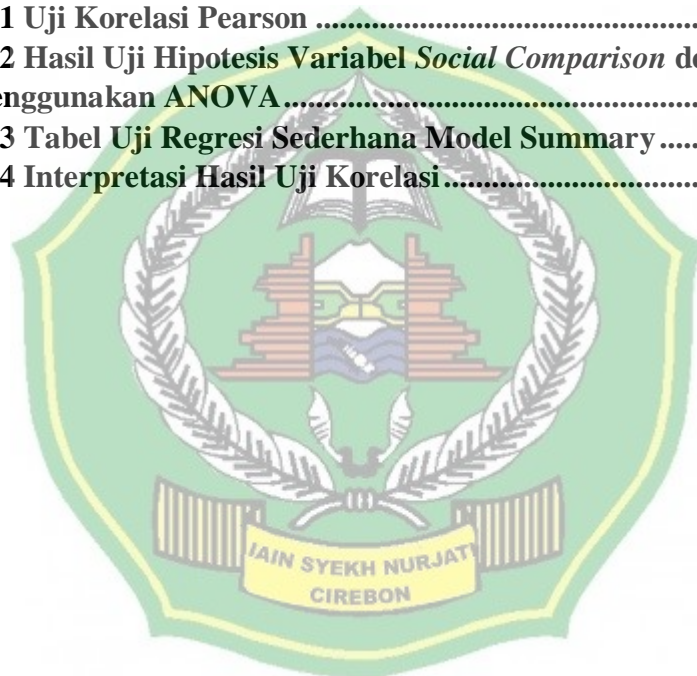 1 Uji Korelasi Pearson ..........................................................
2 Hasil Uji Hipotesis Variabel Social Comparison de
enggunakan ANOVA..........................................................
3 Tabel Uji Regresi Sederhana Model Summary ......
4 Interpretasi Hasil Uji Korelasi ........................................
IAIN SYEKH NURJATI
CIREBON